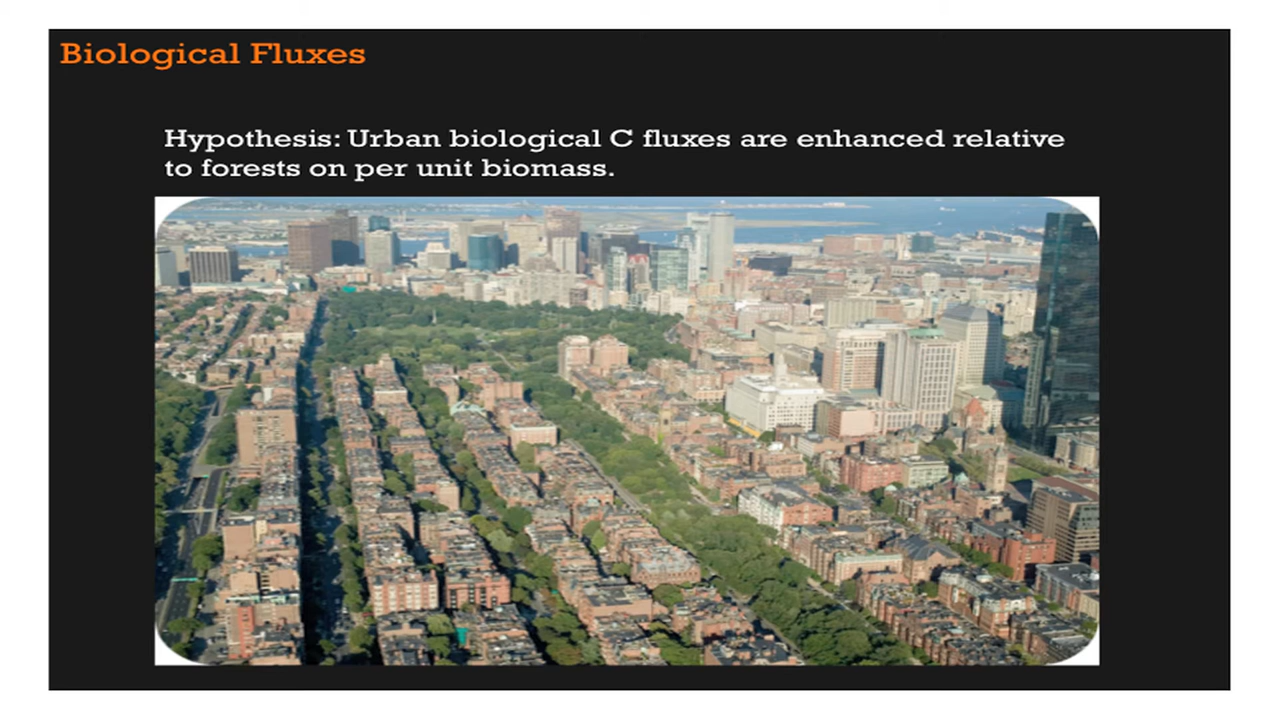 Biological Fluxes
Hypothesis: Urban biological C fluxes are enhanced relative
to forests on per unit biomass.